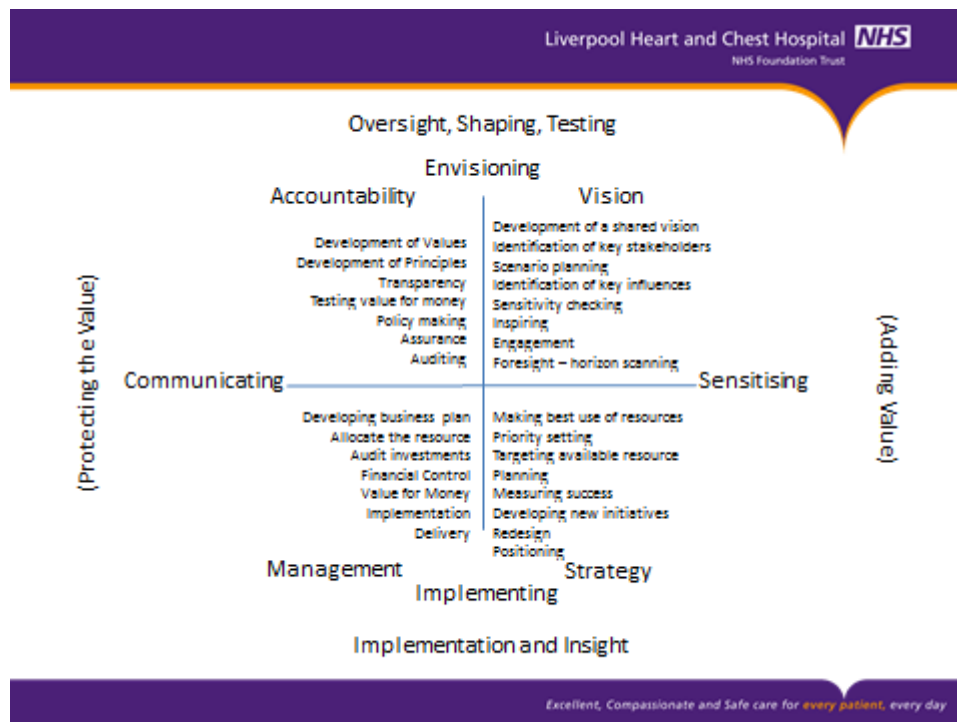 Liverpool Heart and Chest Hospital NHS
NHS Foundation Trust
Oversight, Shaping, Testing
Envisioning
Accountability
Vision
Development of Values
Development of Principles
Transparency
Testing value for money
Policy making
Assurance
Auditing
Development of a shared vision
Identification of key stakeholders
Scenario planning
Identification of key influences
Sensitivity checking
Inspiring
Engagement
Foresight – horizon scanning
(Protecting the Value)
Communicating
Sensitising
(Adding Value)
Developing business plan
Allocate the resource
Audit investments
Financial Control
Value for Money
Implementation
Delivery
Making best use of resources
Priority setting
Targeting available resource
Planning
Measuring success
Developing new initiatives
Redesign
Positioning
Management
Strategy
Implementing
Implementation and Insight
Excellent, Compassionate and Safe care for every patient, every day